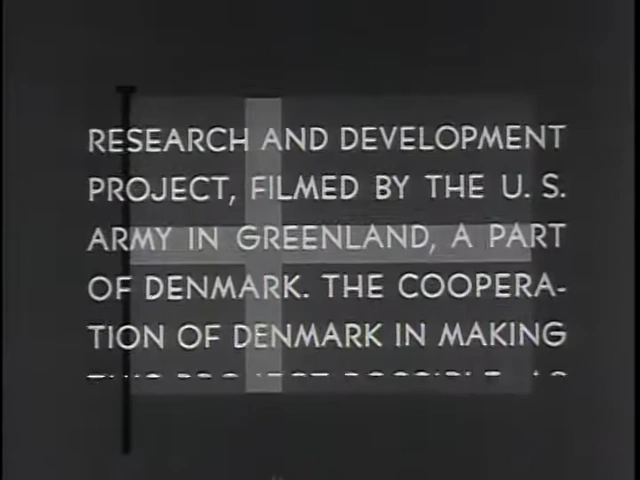 RESEARCH AND DEVELOPMENT
PROJECT, FILMED BY THE U. S.
ARMY IN GREENLAND, A PART
OF DENMARK. THE COOPERA-
TION OF DENMARK IN MAKING